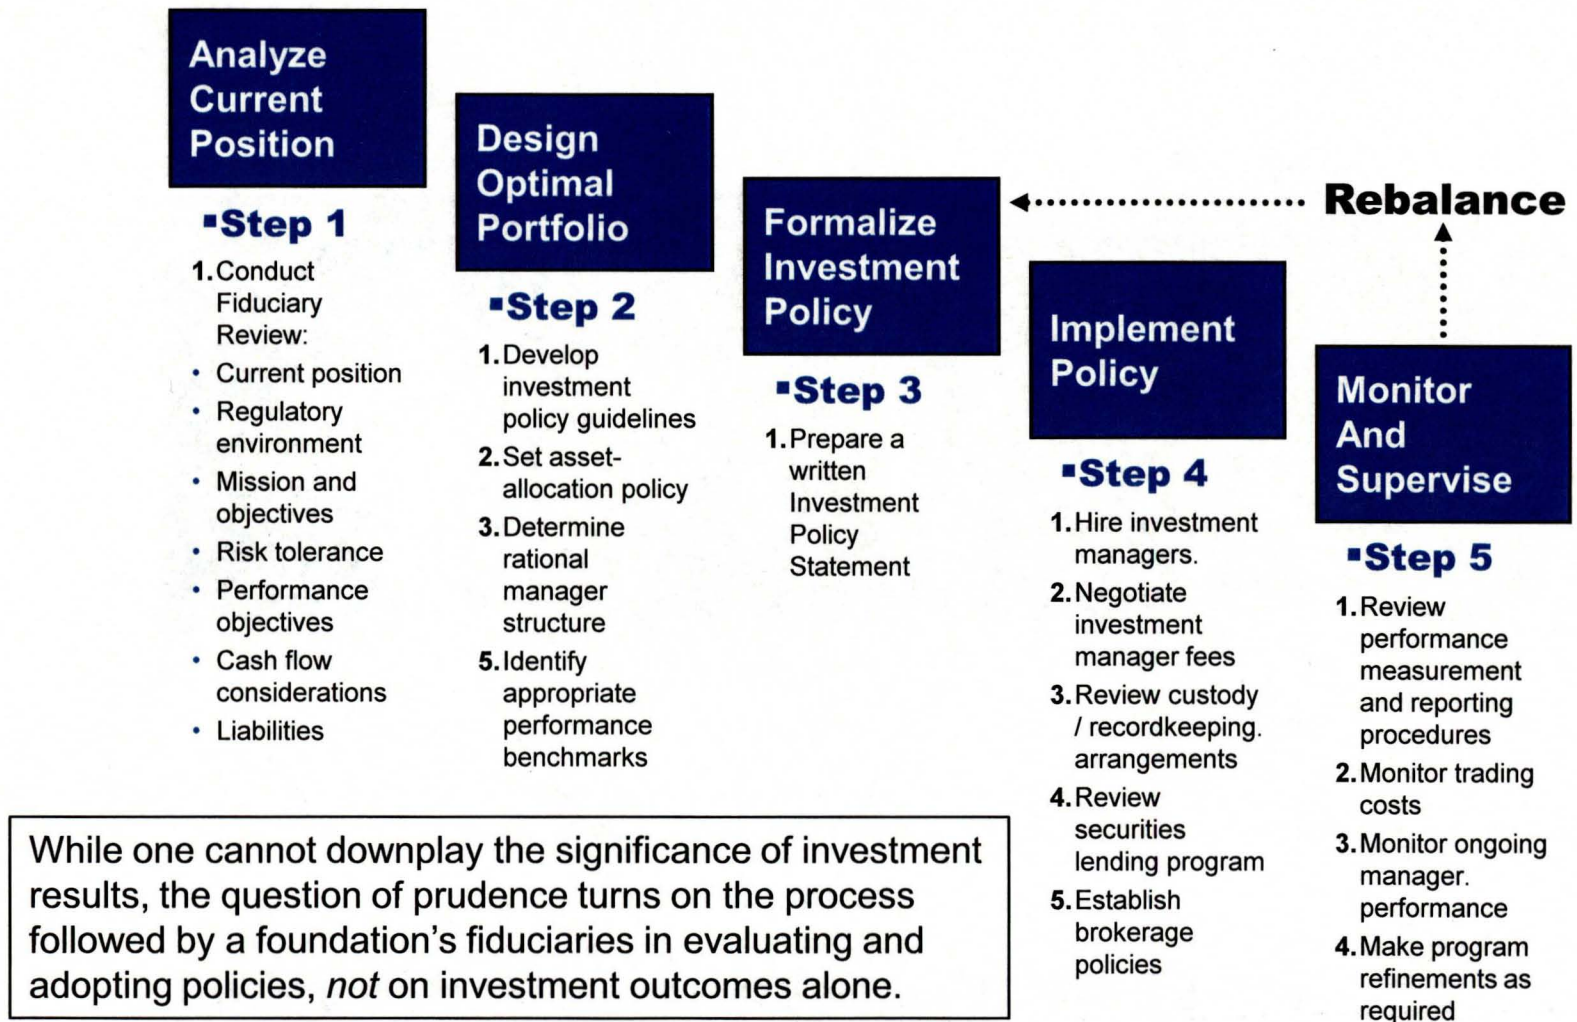 Analyze
Current
Position
▪Step 1
1.Conduct
Fiduciary
Review:
• Current position
• Regulatory
environment
• Mission and
objectives
• Risk tolerance
• Performance
objectives
• Cash flow
considerations
• Liabilities
Design
Optimal
Portfolio
▪Step 2
1.Develop
investment
policy guidelines
2.Set asset-
allocation policy
3.Determine
rational
manager
structure
5.Identify
appropriate
performance
benchmarks
Formalize
Investment
Policy
▪Step 3
1.Prepare a
written
Investment
Policy
Statement
Implement
Policy
▪Step 4
1.Hire investment
managers.
2.Negotiate
investment
manager fees
3.Review custody
/ recordkeeping.
arrangements
4.Review
securities
lending program
5.Establish
brokerage
policies
Rebalance
Monitor
And
Supervise
▪Step 5
1.Review
performance
measurement
and reporting
procedures
2.Monitor trading
costs
3.Monitor ongoing
manager.
performance
4.Make program
refinements as
required
While one cannot downplay the significance of investment
results, the question of prudence turns on the process
followed by a foundation’s fiduciaries in evaluating and
adopting policies, not on investment outcomes alone.